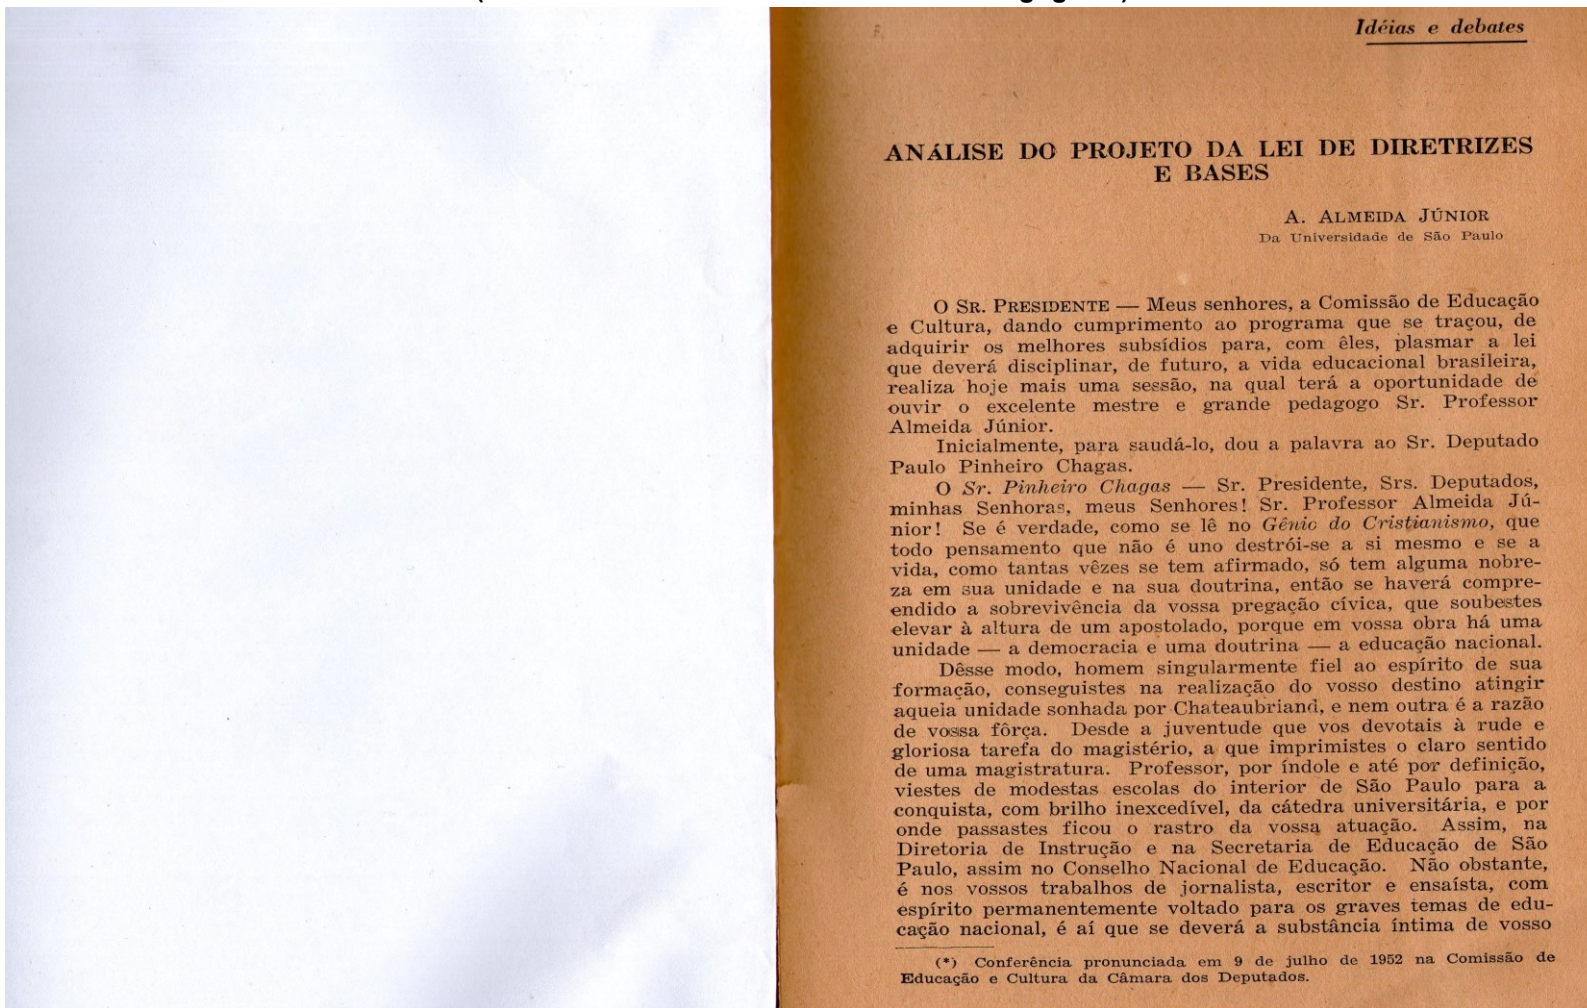 Idéias e debates
ANÁLISE DO PROJETO DA LEI DE DIRETRIZES
E BASES
A. ALMEIDA JÚNIOR
Da Universidade de São Paulo
O SR. PRESIDENTE — Meus senhores, a Comissão de Educação
e Cultura, dando cumprimento ao programa que se traçou, de
adquirir os melhores subsídios para, com êles, plasmar a lei
que deverá disciplinar, de futuro, a vida educacional brasileira,
realiza hoje mais uma sessão, na qual terá a oportunidade de
ouvir o excelente mestre e grande pedagogo Sr. Professor
Almeida Júnior.
Inicialmente, para saudá-lo, dou a palavra ao Sr. Deputado
Paulo Pinheiro Chagas.
O Sr. Pinheiro Chagas — Sr. Presidente, Srs. Deputados,
minhas Senhoras, meus Senhores! Sr. Professor Almeida Jú-
nior! Se é verdade, como se lê no Gênio do Cristianismo, que
todo pensamento que não é uno destrói-se a si mesmo e se a
vida, como tantas vêzes se tem afirmado, só tem alguma nobre-
za em sua unidade e na sua doutrina, então se haverá compre-
endido a sobrevivência da vossa pregação cívica, que soubestes
elevar à altura de um apostolado, porque em vossa obra há uma
unidade — a democracia e uma doutrina — a educação nacional.
Dêsse modo, homem singularmente fiel ao espírito de sua
formação, conseguistes na realização do vosso destino atingir
aquela unidade sonhada por Chateaubriand, e nem outra é a razão
de vossa fôrça. Desde a juventude que vos devotais à rude e
gloriosa tarefa do magistério, a que imprimistes o claro sentido
de uma magistratura. Professor, por índole e até por definição,
viestes de modestas escolas do interior de São Paulo para a
conquista, com brilho inexcedível, da cátedra universitária, e por
onde passastes ficou o rastro da vossa atuação. Assim, na
Diretoria de Instrução e na Secretaria de Educação de São
Paulo, assim no Conselho Nacional de Educação. Não obstante,
é nos vossos trabalhos de jornalista, escritor e ensaísta, com
espírito permanentemente voltado para os graves temas de edu-
cação nacional, é aí que se deverá a substância íntima de vosso
(*) Conferência pronunciada em 9 de julho de 1952 na Comissão de
Educação e Cultura da Câmara dos Deputados.